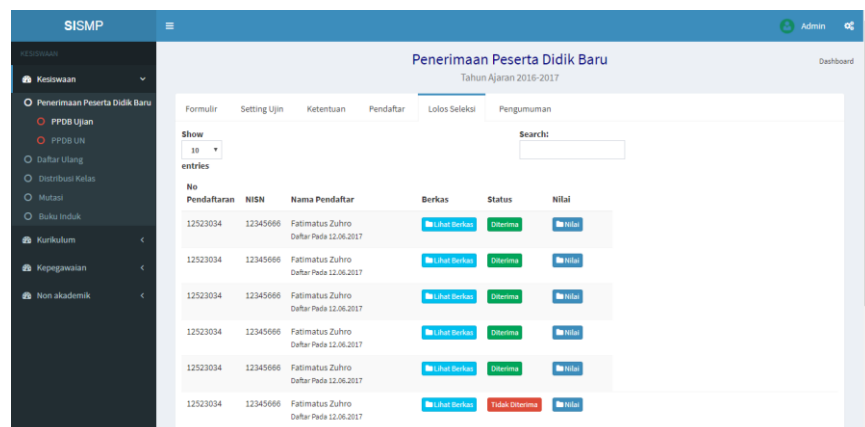 SISMP
Admin
KESISWAAN
Kesiswaan
Penerimaan Peserta Didik Baru
PPDB Ujian
PPDB UN
Daftar Ulang
Distribusi Kelas
Mutasi
Buku Induk
Kurikulum
Kepegawaian
Non akademik
Penerimaan Peserta Didik Baru
Tahun Ajaran 2016-2017
Dashboard
Formulir Setting Ujin Ketentuan Pendaftar Lolos Seleksi Pengumuman
Show
10
entries
Search:
No
Pendaftaran NISN Nama Pendaftar Berkas Status Nilai
12523034 12345666 Fatimatus Zuhro Lihat Berkas Diterima Nilai
Daftar Pada 12.06.2017
12523034 12345666 Fatimatus Zuhro Lihat Berkas Diterima Nilai
Daftar Pada 12.06.2017
12523034 12345666 Fatimatus Zuhro Lihat Berkas Diterima Nilai
Daftar Pada 12.06.2017
12523034 12345666 Fatimatus Zuhro Lihat Berkas Diterima Nilai
Daftar Pada 12.06.2017
12523034 12345666 Fatimatus Zuhro Lihat Berkas Diterima Nilai
Daftar Pada 12.06.2017
12523034 12345666 Fatimatus Zuhro Lihat Berkas Tidak Diterima Nilai
Daftar Pada 12.06.2017